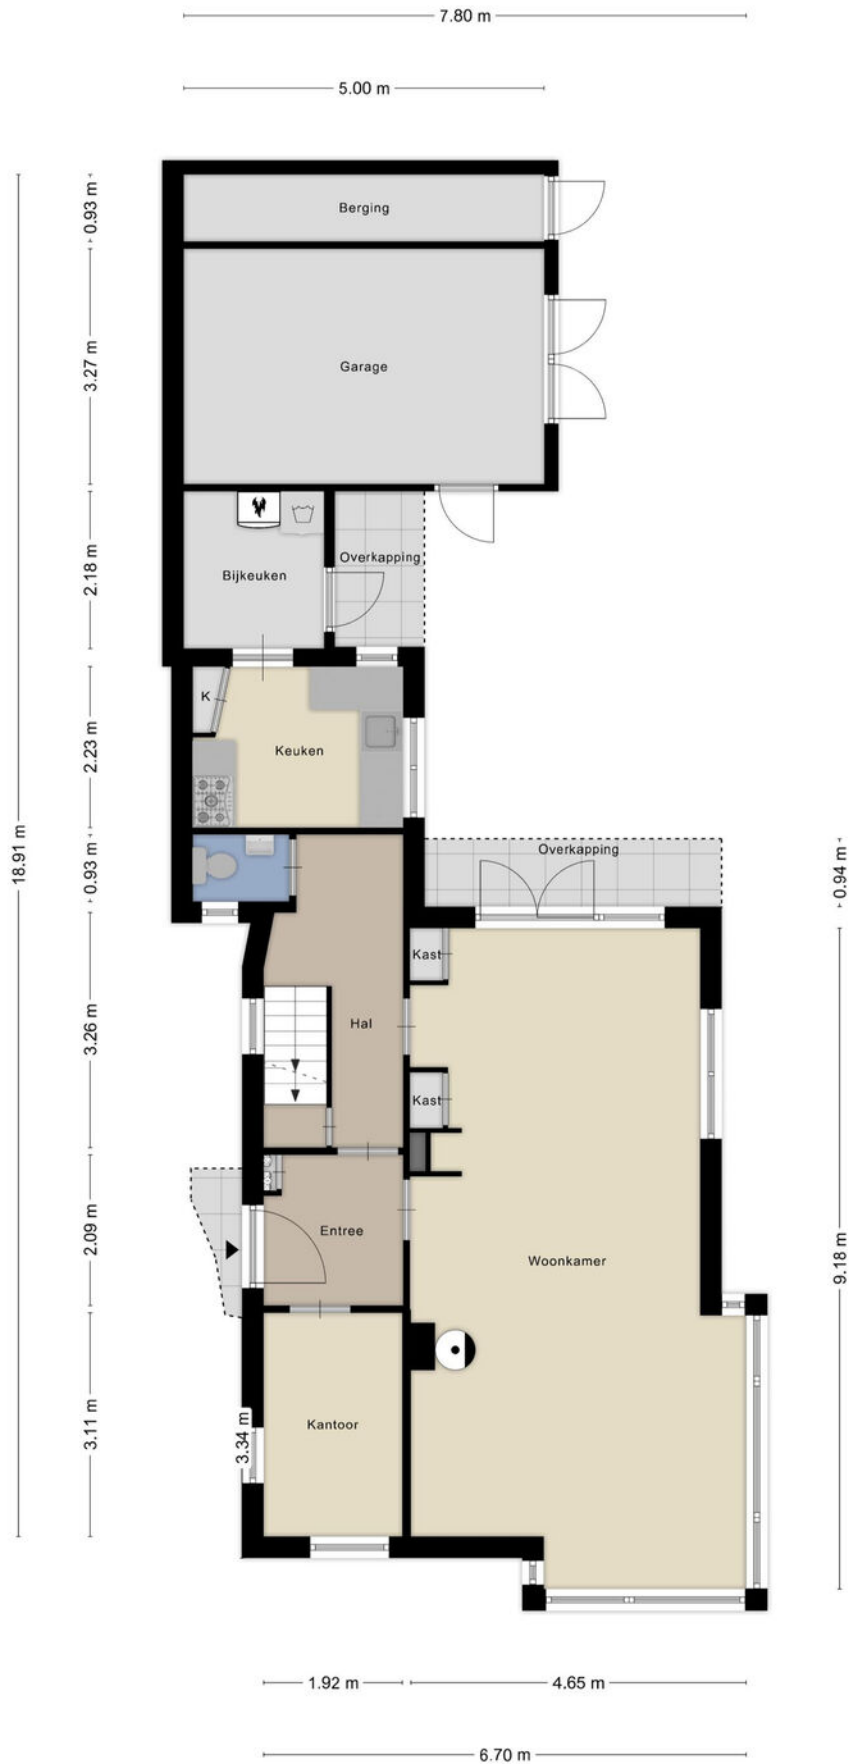 7.80 m
5.00 m
0.93 m
Berging
3.27 m
Garage
2.18 m
Overkapping
Bijkeuken
K
2.23 m
Keuken
18.91 m
0.93 m
Overkapping
0.94 m
Kast
3.26 m
Hal
Kast
2.09 m
Entree
Woonkamer
9.18 m
3.11 m
3.34 m
Kantoor
1.92 m
4.65 m
6.70 m